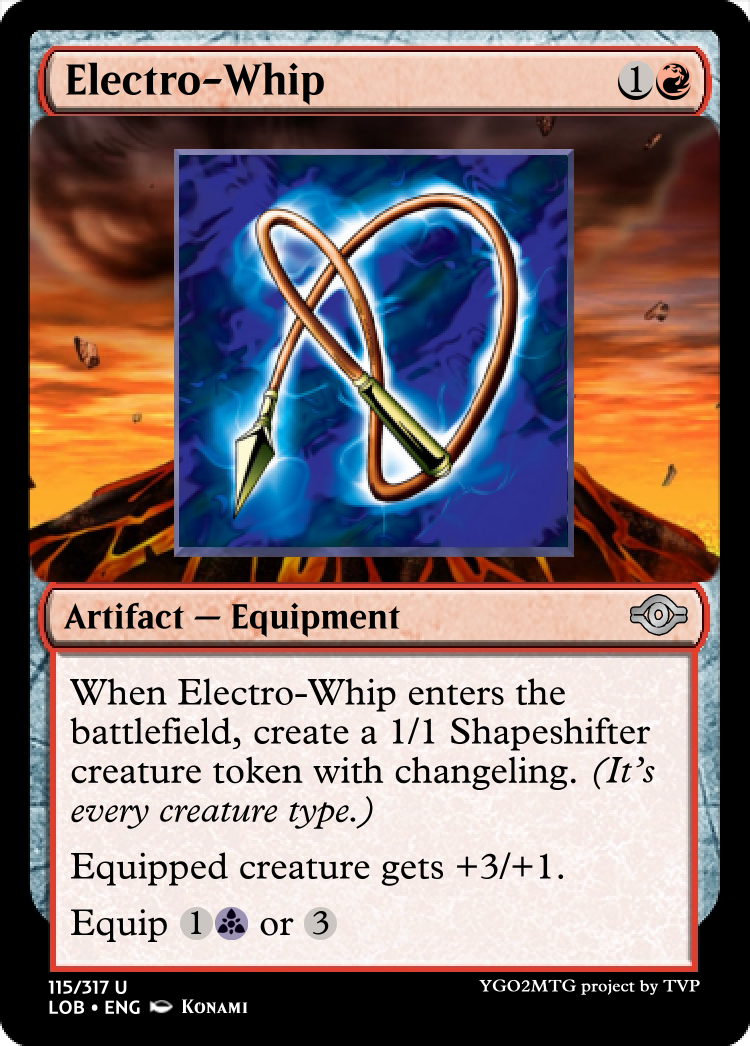 Electro-Whip 1
Artifact — Equipment
When Electro-Whip enters the
battlefield, create a 1/1 Shapeshifter
creature token with changeling. (It's
every creature type.)
Equipped creature gets +3/+1.
Equip 1 or 3
115/317 U
LOB • ENG KONAMI
YGO2MTG project by TVP